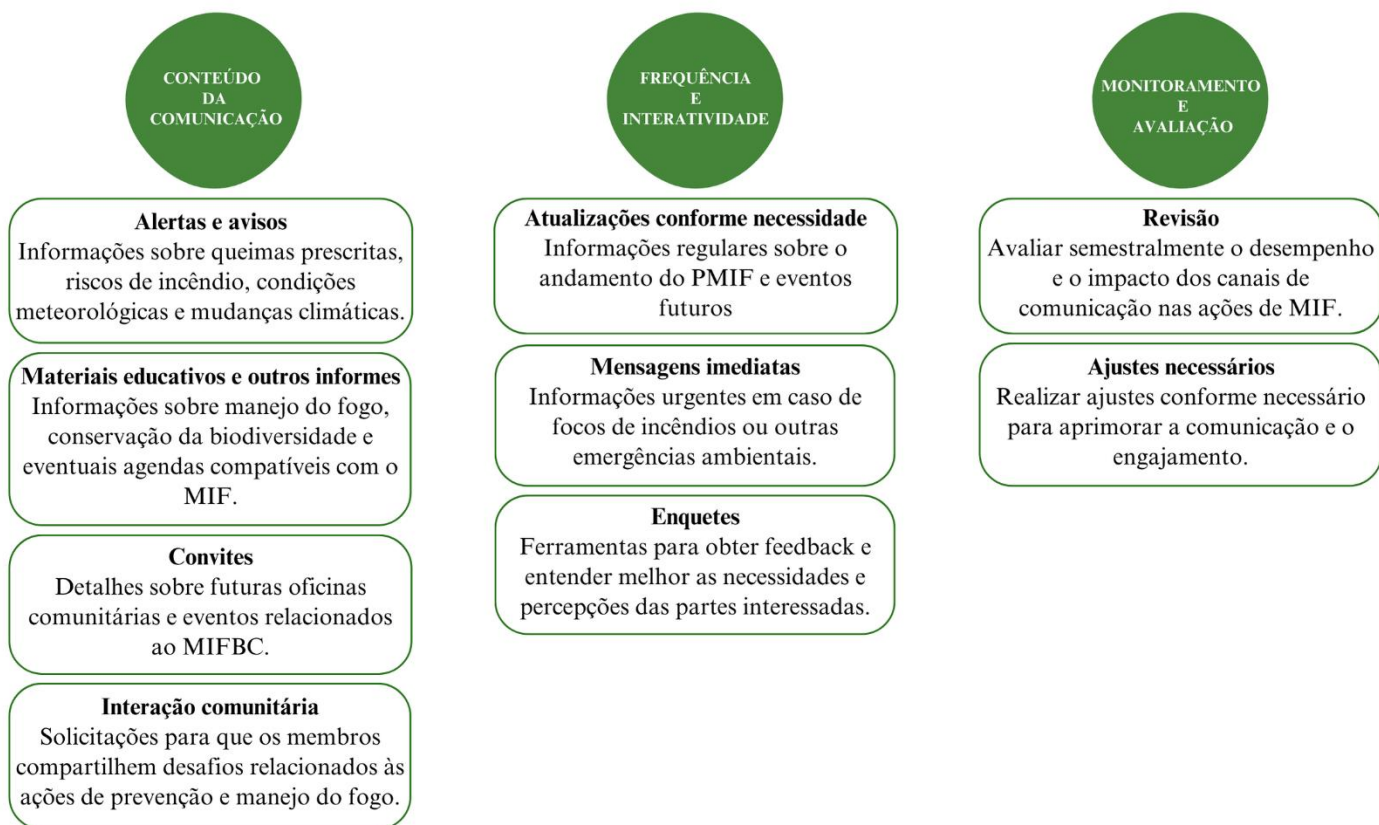 CONTEÚDO
DA
COMUNICAÇÃO
Alertas e avisos
Informações sobre queimas prescritas,
riscos de incêndio, condições
meteorológicas e mudanças climáticas.
Materiais educativos e outros informes
Informações sobre manejo do fogo,
conservação da biodiversidade e
eventuais agendas compatíveis com o
MIF.
Convites
Detalhes sobre futuras oficinas
comunitárias e eventos relacionados
ao MIFBC.
Interação comunitária
Solicitações para que os membros
compartilhem desafios relacionados às
ações de prevenção e manejo do fogo.
FREQUÊNCIA
E
INTERATIVIDADE
Atualizações conforme necessidade
Informações regulares sobre o
andamento do PMIF e eventos
futuros
Mensagens imediatas
Informações urgentes em caso de
focos de incêndios ou outras
emergências ambientais.
Enquetes
Ferramentas para obter feedback e
entender melhor as necessidades e
percepções das partes interessadas.
MONITORAMENTO
E
AVALIAÇÃO
Revisão
Avaliar semestralmente o desempenho
e o impacto dos canais de
comunicação nas ações de MIF.
Ajustes necessários
Realizar ajustes conforme necessário
para aprimorar a comunicação e o
engajamento.